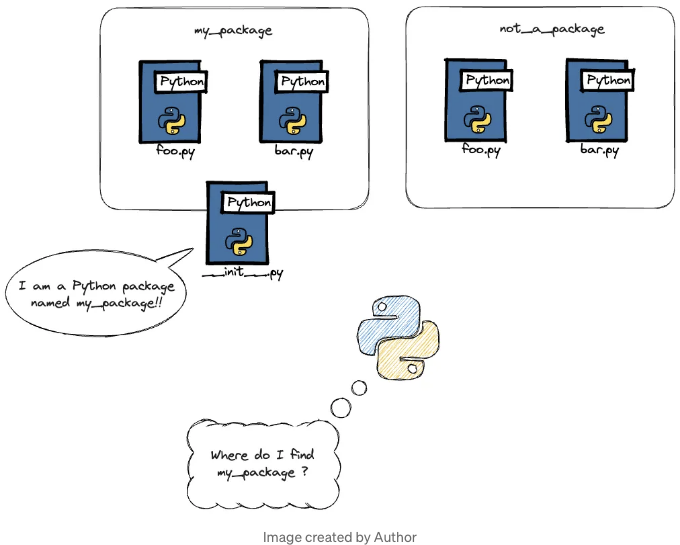 my_package
not_a_package
Python
Python
Python
Python
foo.py
bar.py
foo.py
bar.py
Python
__init__.py
I am a Python package
named my_package!!
Where do I find
my_package ?
Image created by Author